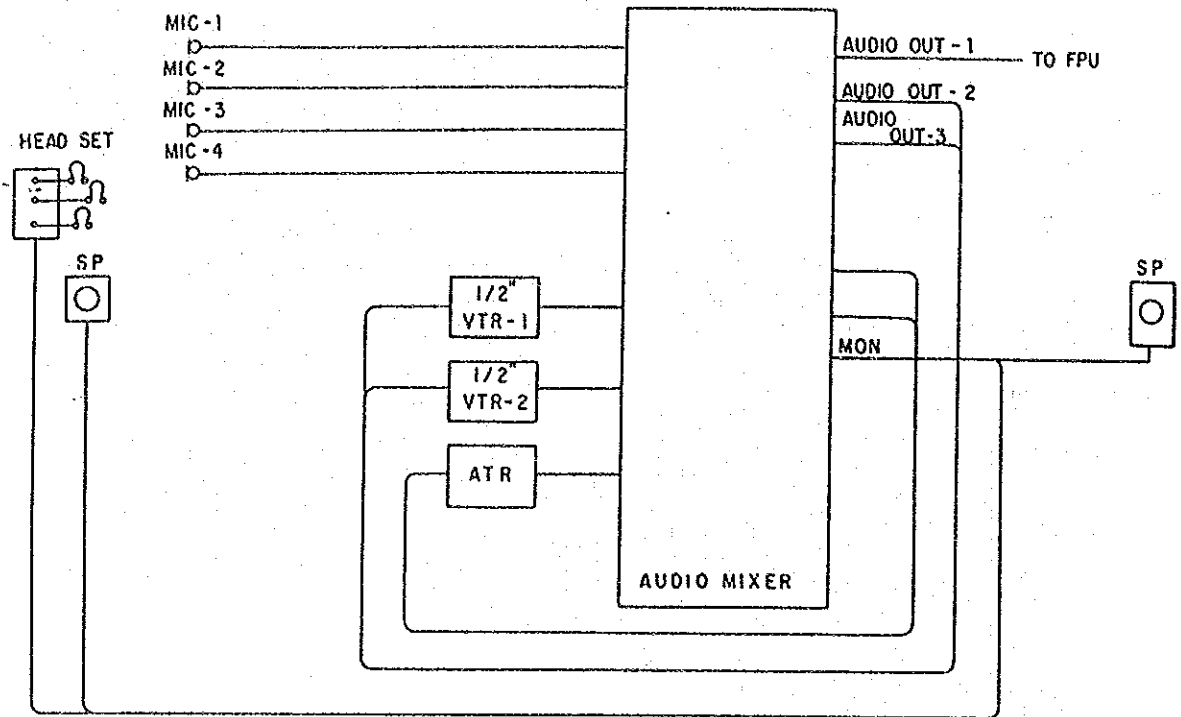 MIC-1
MIC-2
MIC-3
MIC-4
HEAD SET
SP
1/2"
VTR-1
1/2"
VTR-2
ATR
AUDIO MIXER
AUDIO OUT-1
TO FPU
AUDIO OUT-2
AUDIO
OUT-3
MON
SP